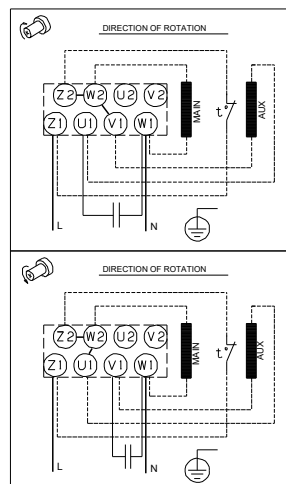 DIRECTION OF ROTATION
Z2 W2 U2 V2
Z1 U1 V1 W1
MAIN
t°
AUX
L
N
DIRECTION OF ROTATION
Z2 W2 U2 V2
Z1 U1 V1 W1
MAIN
t°
AUX
L
N